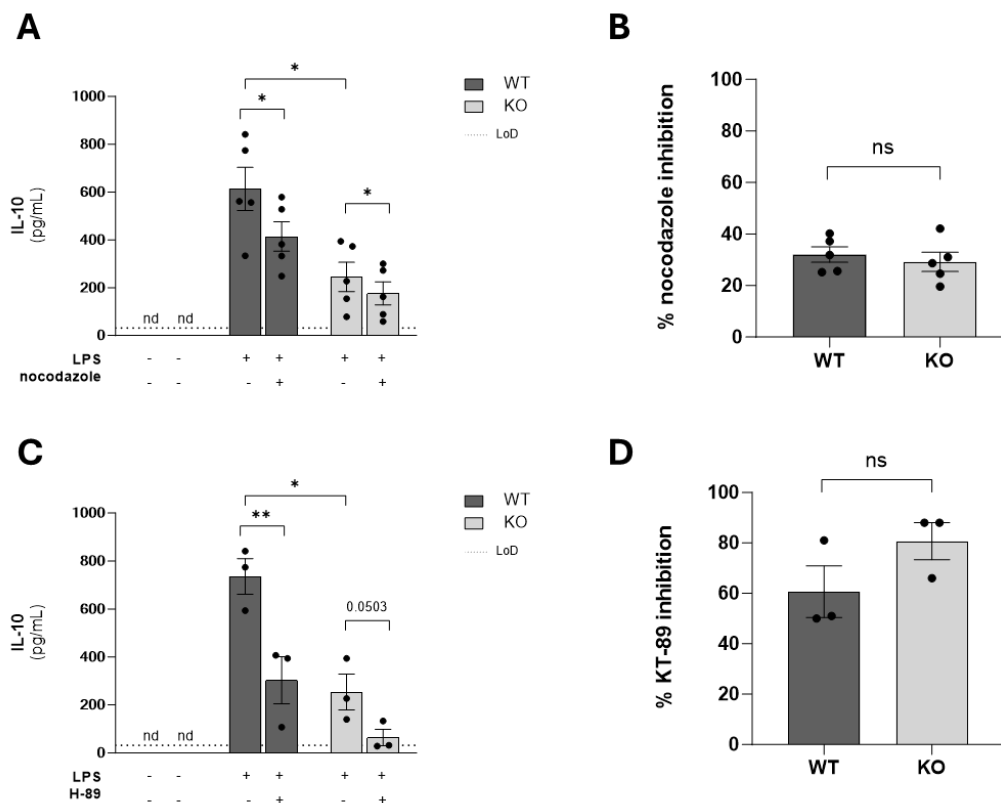 A
IL-10
(pg/mL)
1000
800
600
400
200
0
nd nd
*
*
*
WT
KO
LoD
LPS - - + + + +
nocodazole - - - + - +
B
% nocodazole inhibition
100
80
60
40
20
0
ns
WT KO
C
IL-10
(pg/mL)
1000
800
600
400
200
0
nd nd
*
**
0.0503
WT
KO
LoD
LPS - - + + + +
H-89 - - - + - +
D
% KT-89 inhibition
100
80
60
40
20
0
ns
WT KO